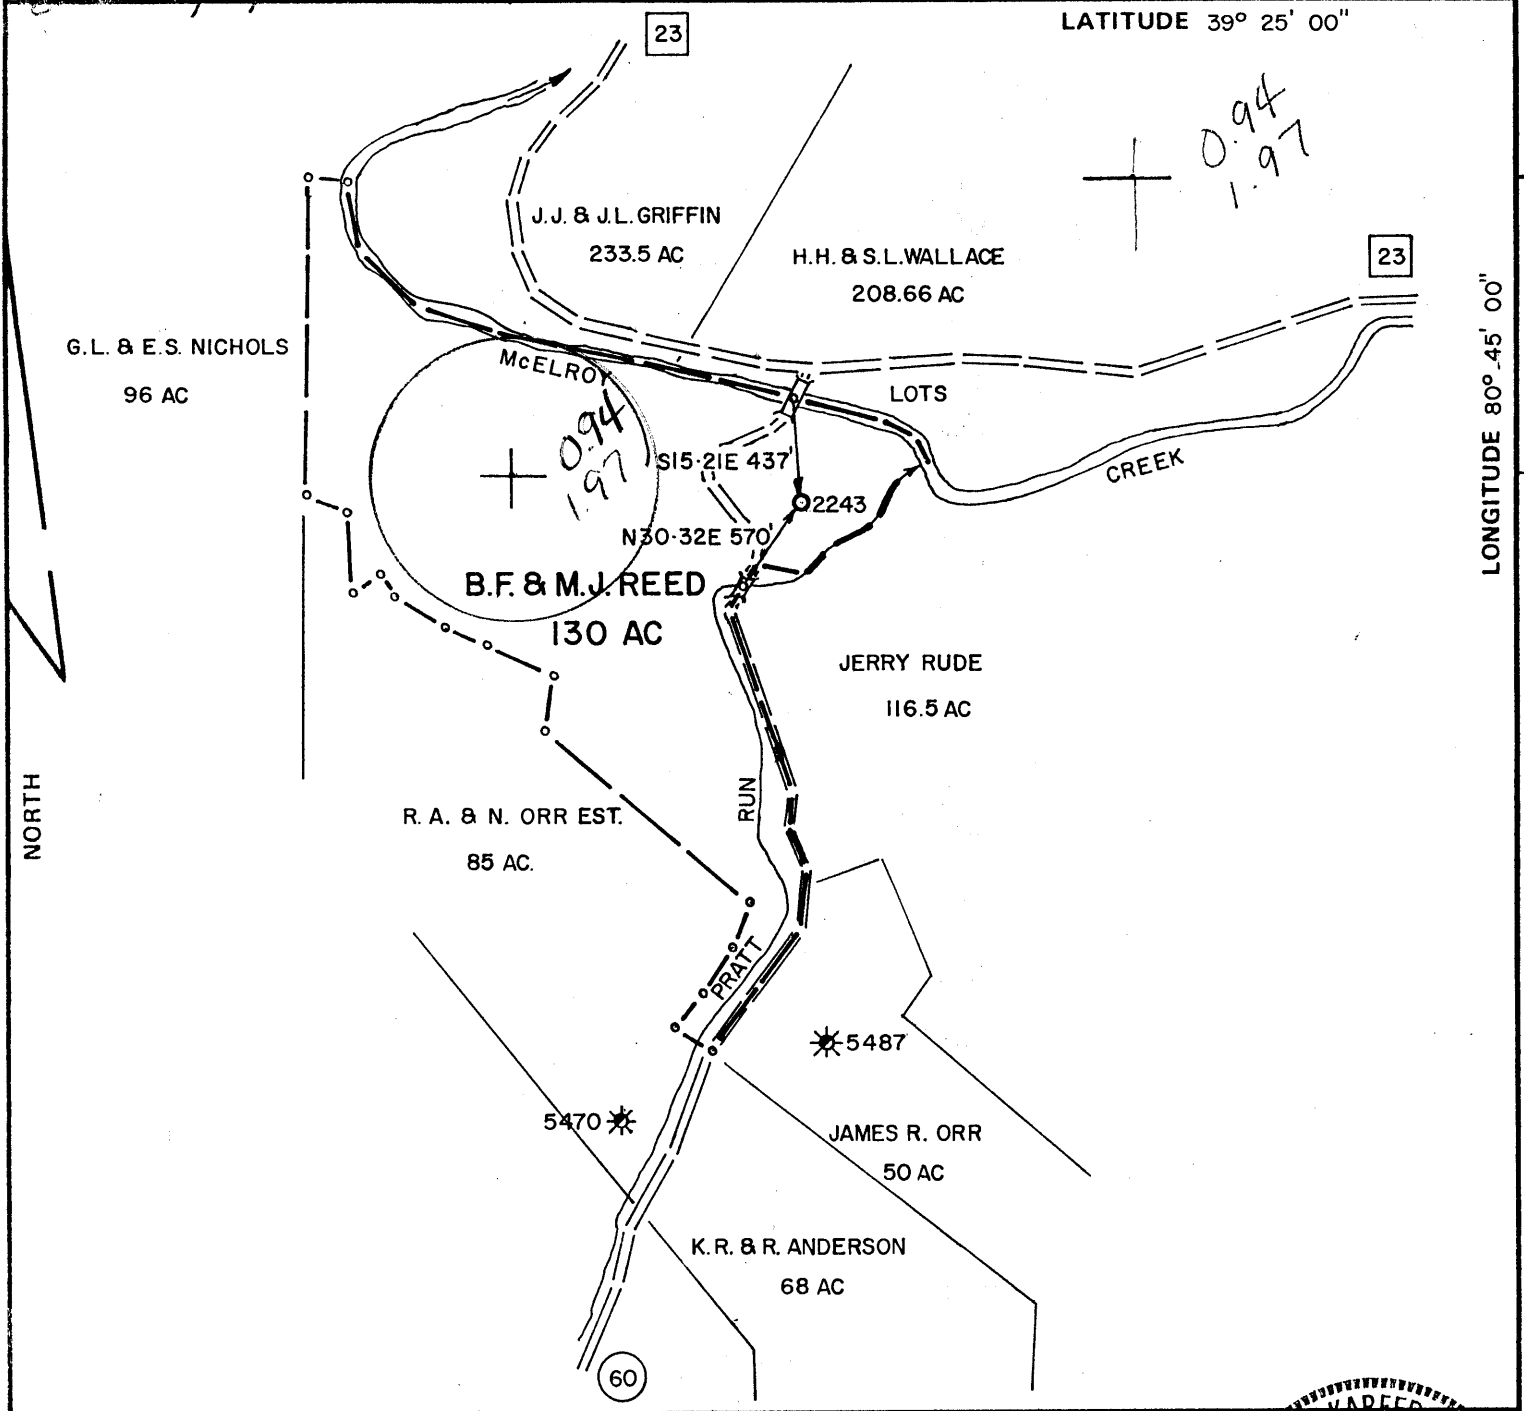 LATITUDE 39° 25' 00"
23
0.94
1.97
J.J. & J.L. GRIFFIN
233.5 AC
H.H. & S.L. WALLACE
208.66 AC
23
LONGITUDE 80° 45' 00"
G.L. & E.S. NICHOLS
96 AC
McELROY
LOTS
CREEK
0.94
1.97
S15-21E 437'
2243
N30-32E 570'
B.F. & M.J. REED
130 AC
JERRY RUDE
116.5 AC
NORTH
RUN
R. A. & N. ORR EST.
85 AC.
PRATT
5487
5470
JAMES R. ORR
50 AC
K.R. & R. ANDERSON
68 AC
60